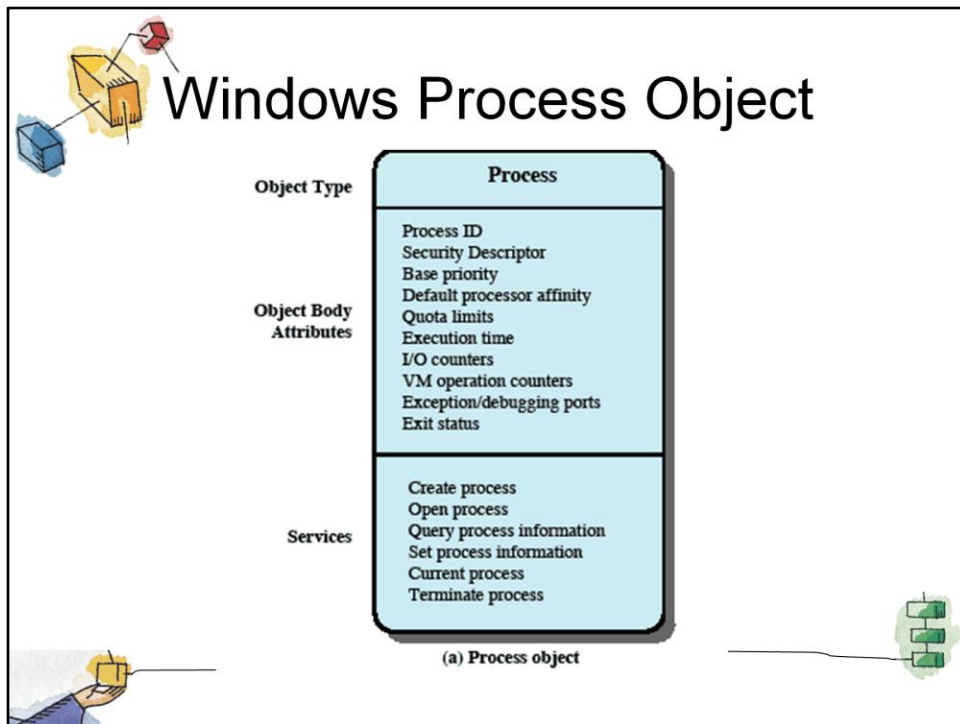 Windows Process Object
Object Type
Process
Object Body
Attributes
Process ID
Security Descriptor
Base priority
Default processor affinity
Quota limits
Execution time
I/O counters
VM operation counters
Exception/debugging ports
Exit status
Services
Create process
Open process
Query process information
Set process information
Current process
Terminate process
(a) Process object